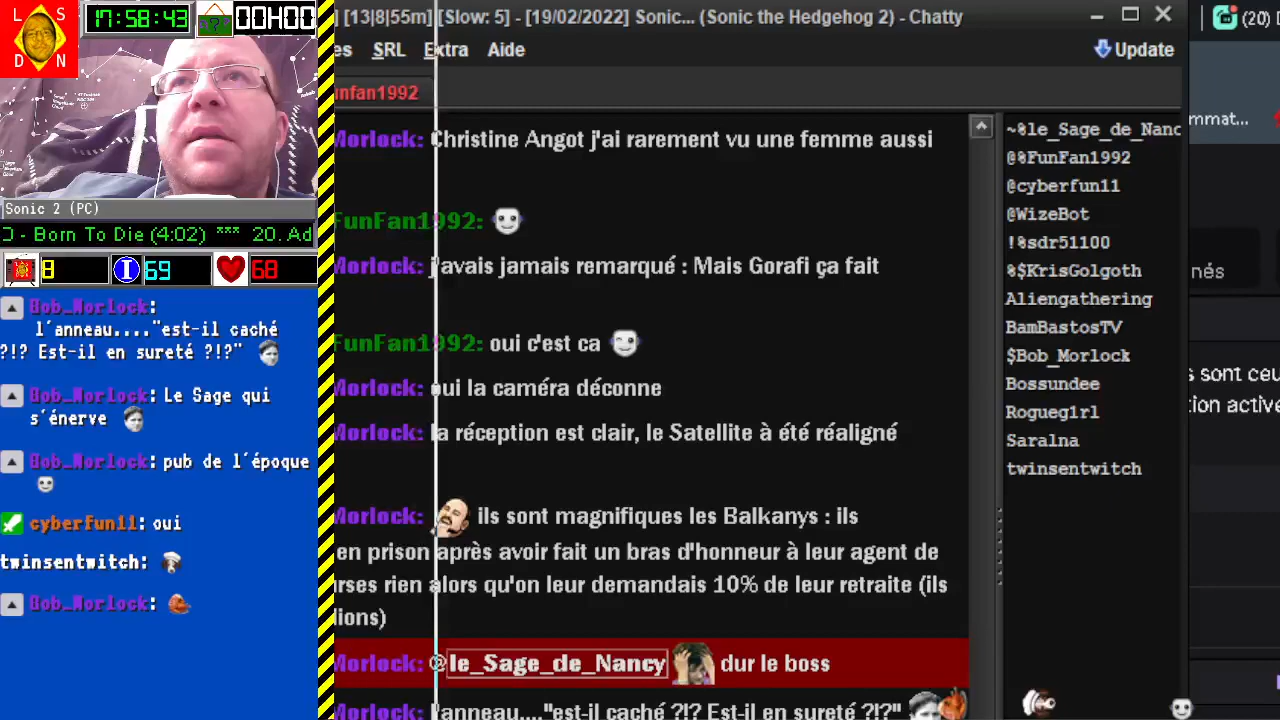 L S
D N
17:58:43
00H00
Sonic 2 (PC)
- Born To Die (4:02) *** 20. Ad
8 I 69 68
Bob_Morlock:
l'anneau...."est-il caché
?!? Est-il en sureté ?!?"
Bob_Morlock: Le Sage qui
s'énerve
Bob_Morlock: pub de l'époque
cyberfun11: oui
twinsentwitch:
Bob_Morlock:
] [13|8|55m] [Slow: 5] - [19/02/2022] Sonic... (Sonic the Hedgehog 2) - Chatty
es SRL Extra Aide
Update
nfan1992
Morlock: Christine Angot j'ai rarement vu une femme aussi
FunFan1992:
Morlock: j'avais jamais remarqué : Mais Gorafi ça fait
FunFan1992: oui c'est ca
Morlock: oui la caméra déconne
Morlock: la réception est clair, le Satellite à été réaligné
Morlock: ils sont magnifiques les Balkanys : ils
en prison après avoir fait un bras d'honneur à leur agent de
rses rien alors qu'on leur demandais 10% de leur retraite (ils
lions)
Morlock: @le_Sage_de_Nancy dur le boss
Morlock: l'anneau...."est-il caché ?!? Est-il en sureté ?!?"
~%le_Sage_de_Nanc
@%FunFan1992
@cyberfun11
@WizeBot
!%sdr51100
%$KrisGolgoth
Aliengathering
BamBastosTV
$Bob_Morlock
Bossundee
Rogueg1rl
Saralna
twinsentwitch
(20)
mmat...
nés
s sont ceu
tion active